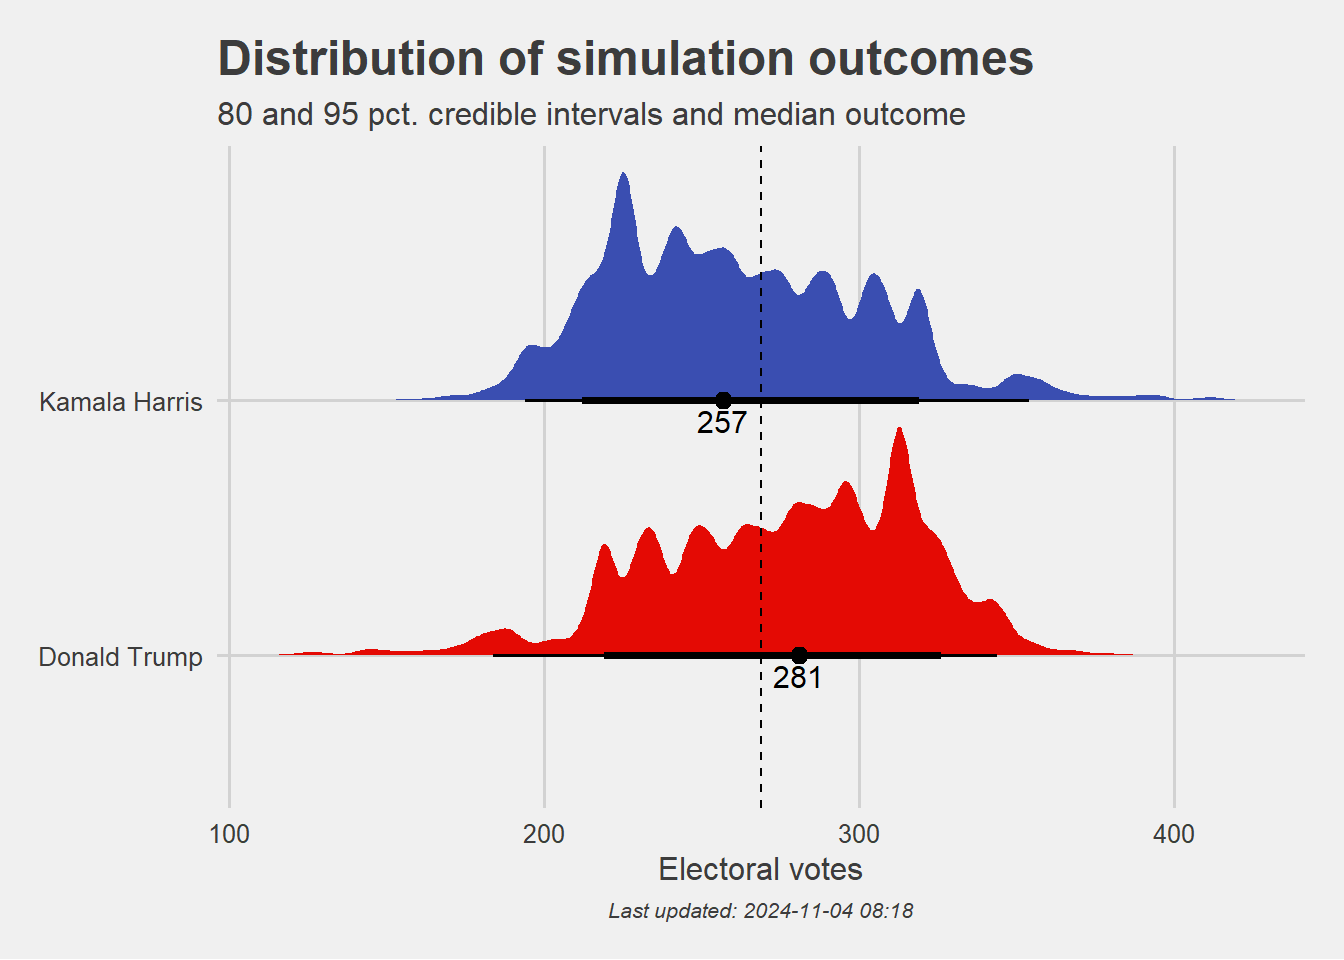 Distribution of simulation outcomes
80 and 95 pct. credible intervals and median outcome
Kamala Harris
257
Donald Trump
281
100 200 300 400
Electoral votes
Last updated: 2024-11-04 08:18